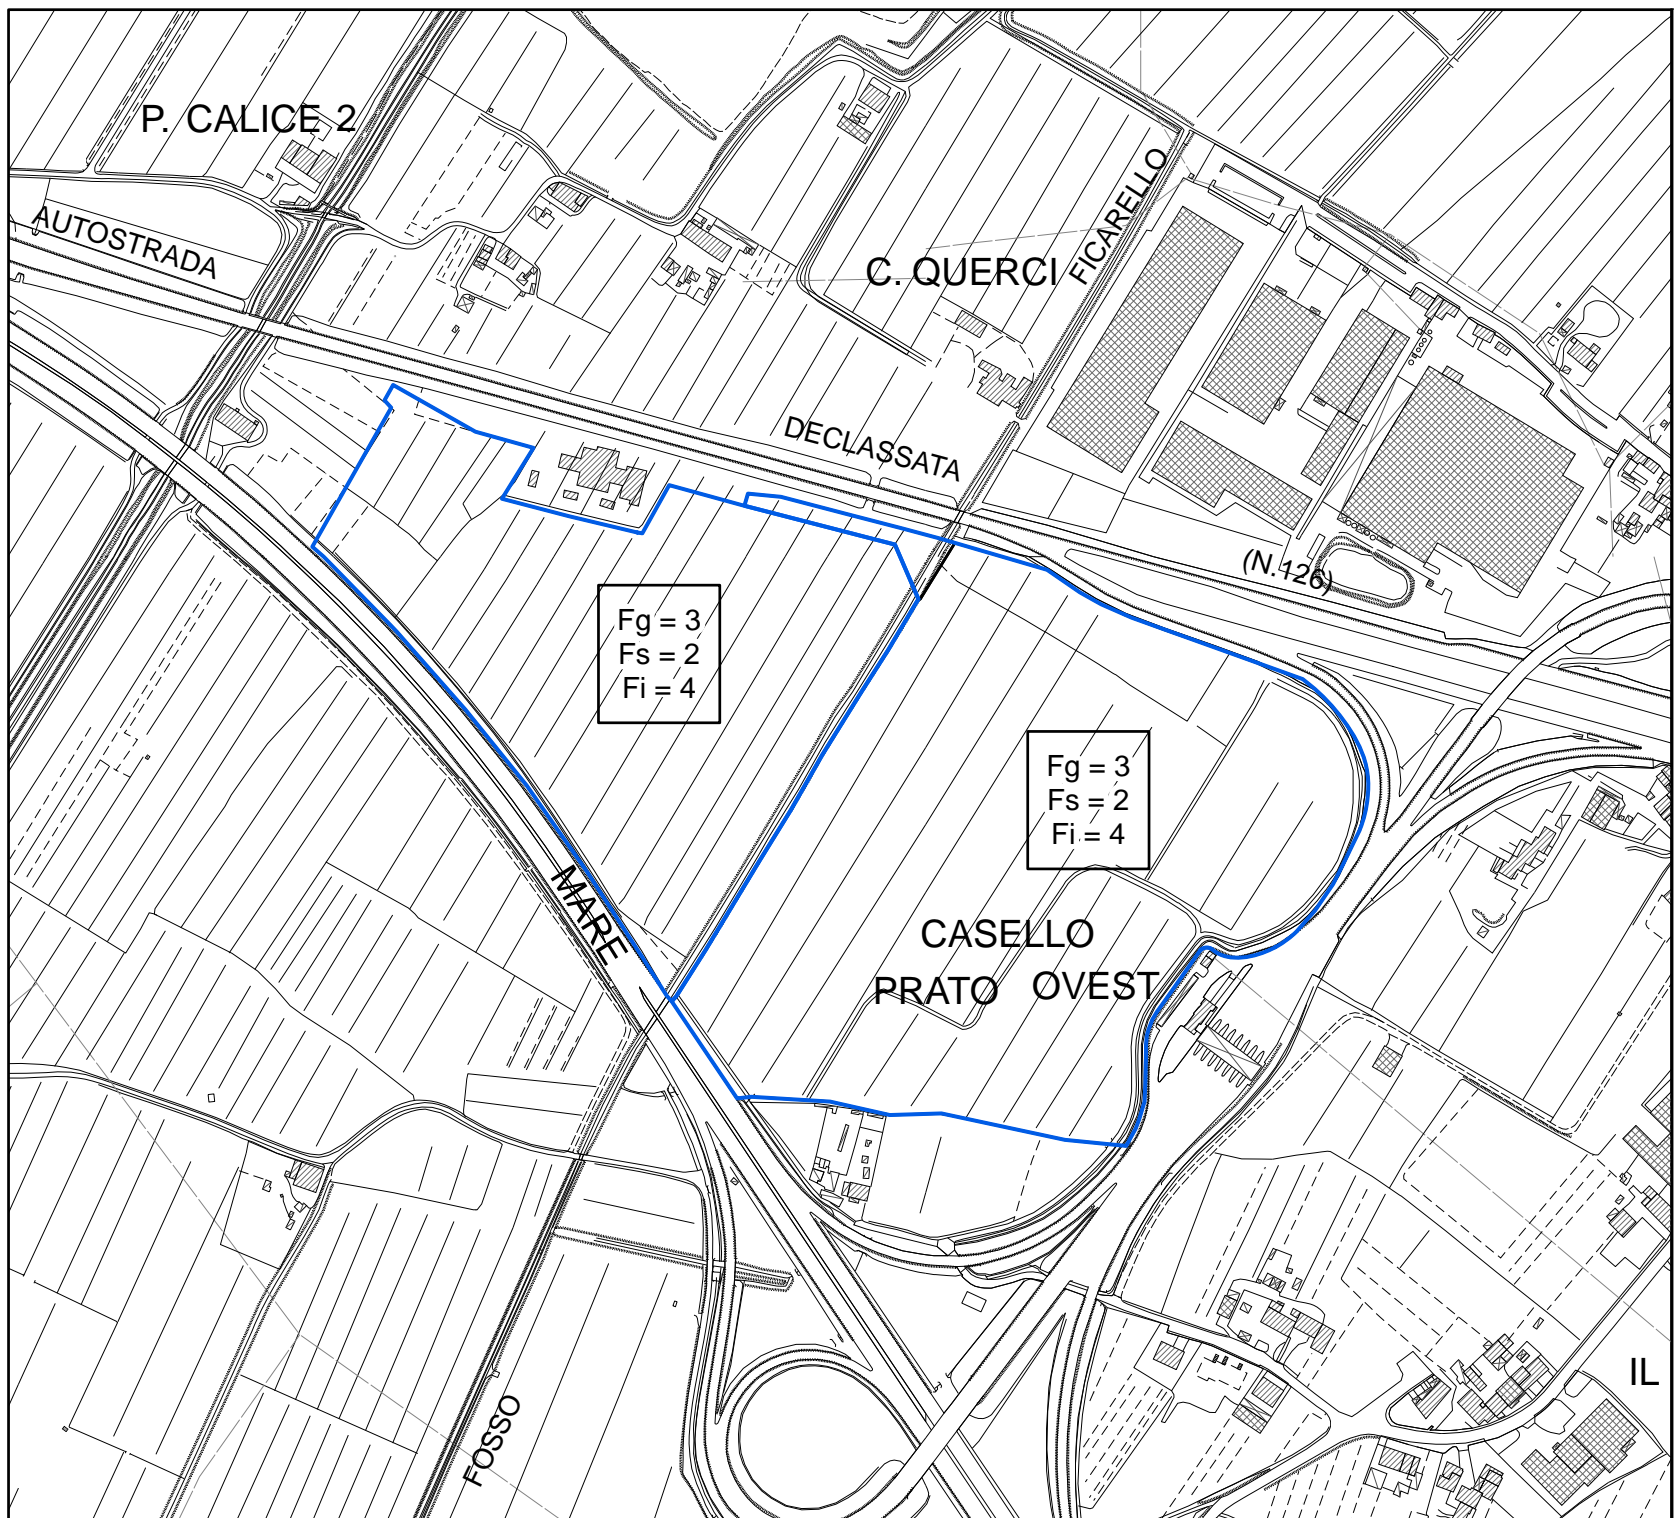 P. CALICE 2
AUTOSTRADA
FICARELLO
C. QUERCI
DECLASSATA
(N.126)
Fg = 3
Fs = 2
Fi = 4
Fg = 3
Fs = 2
Fi = 4
MARE
CASELLO
PRATO OVEST
IL
FOSSO